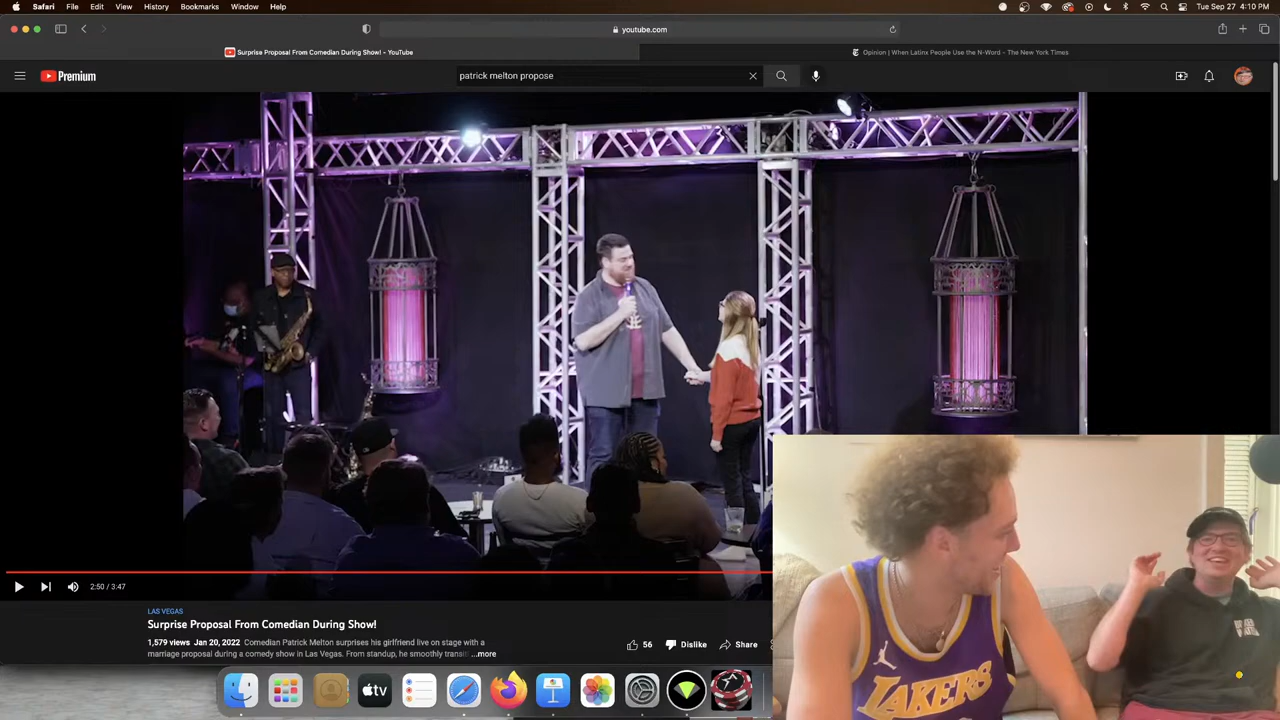 Safari File Edit View History Bookmarks Window Help
Tue Sep 27 4:10 PM
youtube.com
Surprise Proposal From Comedian During Show! - YouTube
Opinion | When Latinx People Use the N-Word - The New York Times
Premium
patrick melton propose
2:50 / 3:47
LAS VEGAS
Surprise Proposal From Comedian During Show!
1,579 views Jan 20, 2022 Comedian Patrick Melton surprises his girlfriend live on stage with a
marriage proposal during a comedy show in Las Vegas. From standup, he smoothly transit ...more
56 Dislike Share
tv
LAKERS